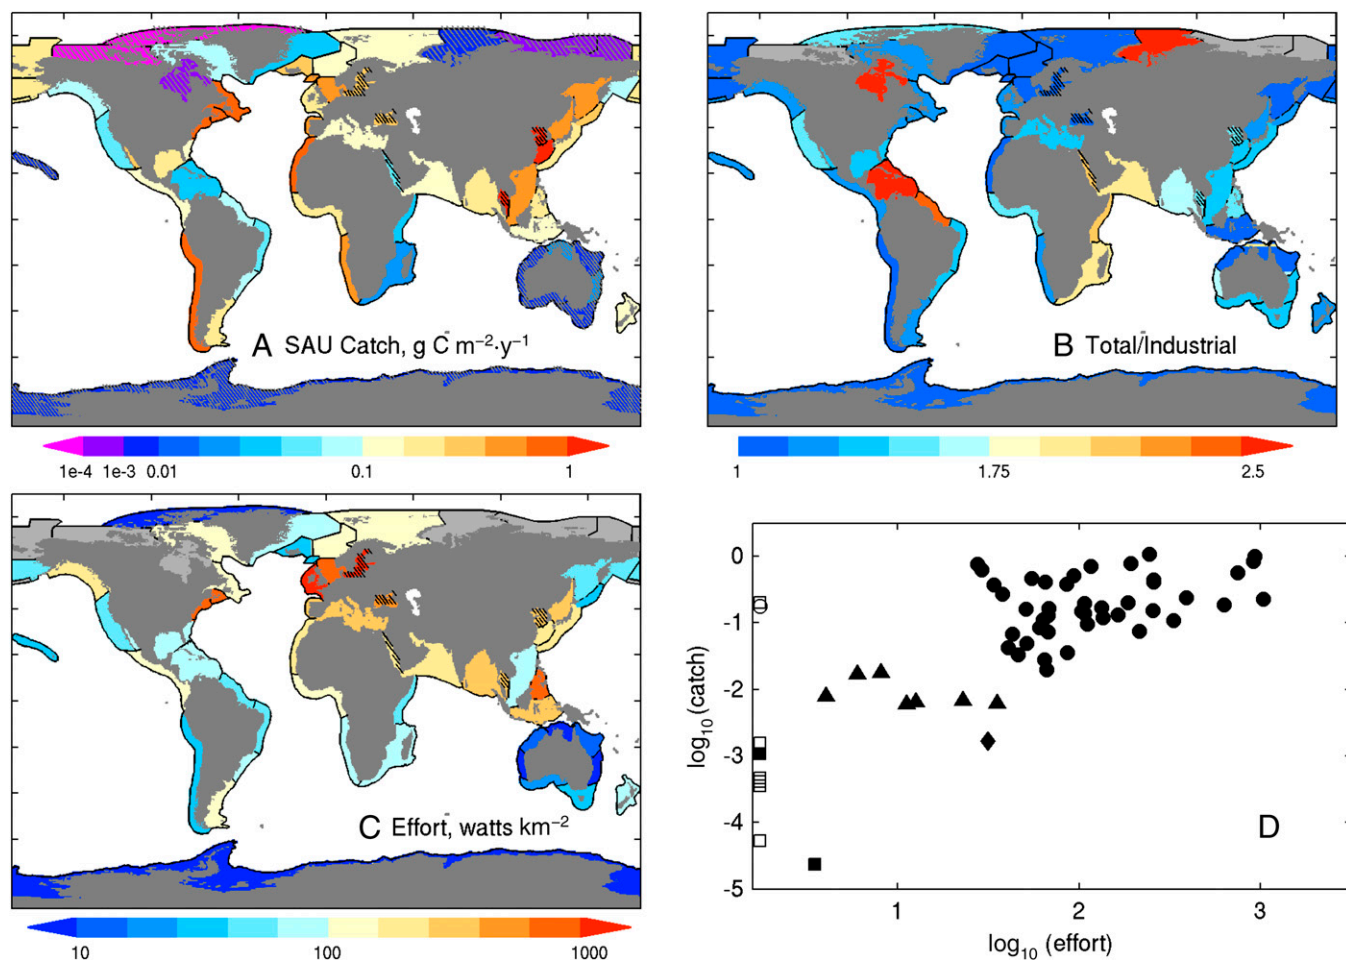 A SAU Catch, g C m⁻²·y⁻¹
1e-4 1e-3 0.01 0.1 1
B Total/Industrial
1 1.75 2.5
C Effort, watts km⁻²
10 100 1000
log₁₀ (catch)
0
-1
-2
-3
-4
-5
D
1 2 3
log₁₀ (effort)